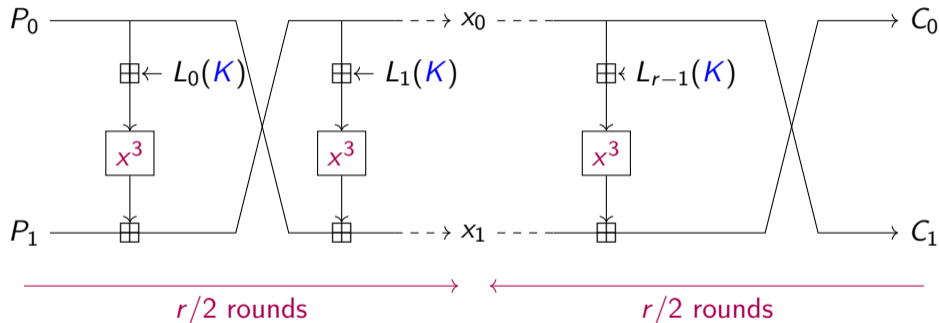 P₀ x₀ C₀
L₀(K) L₁(K) Lᵣ₋₁(K)
x³ x³ x³
P₁ x₁ C₁
r/2 rounds r/2 rounds